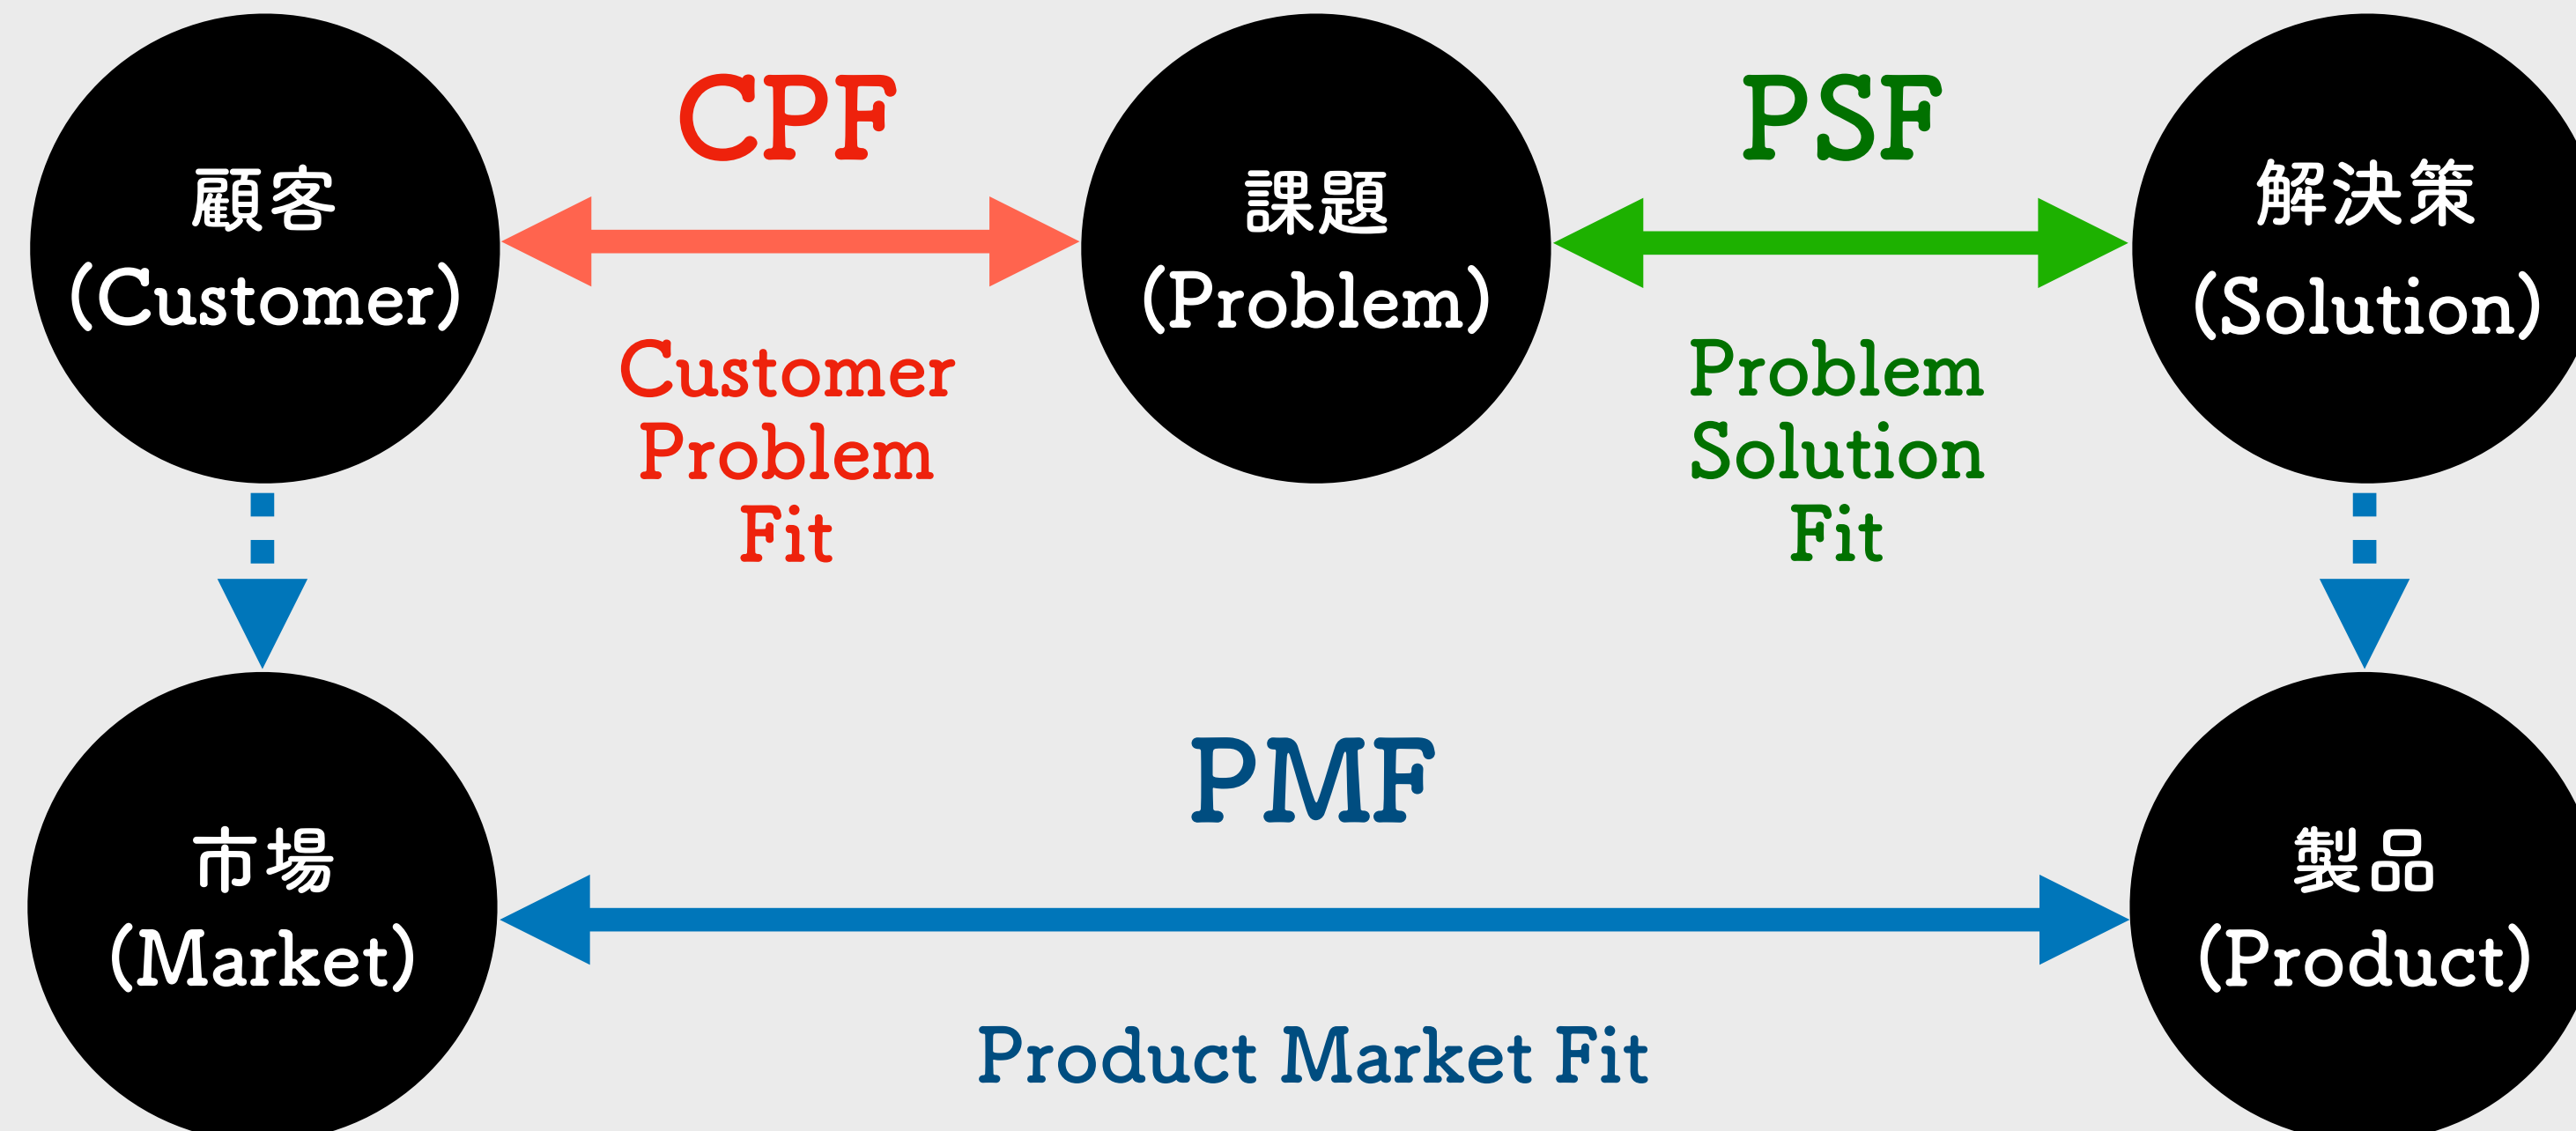 顧客
(Customer)
CPF
Customer
Problem
Fit
課題
(Problem)
PSF
Problem
Solution
Fit
解決策
(Solution)
市場
(Market)
PMF
Product Market Fit
製品
(Product)